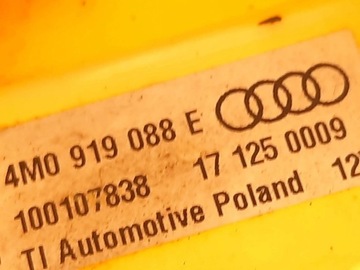 4M0 919 088 E
100107838 17 125 0009
TI Automotive Poland